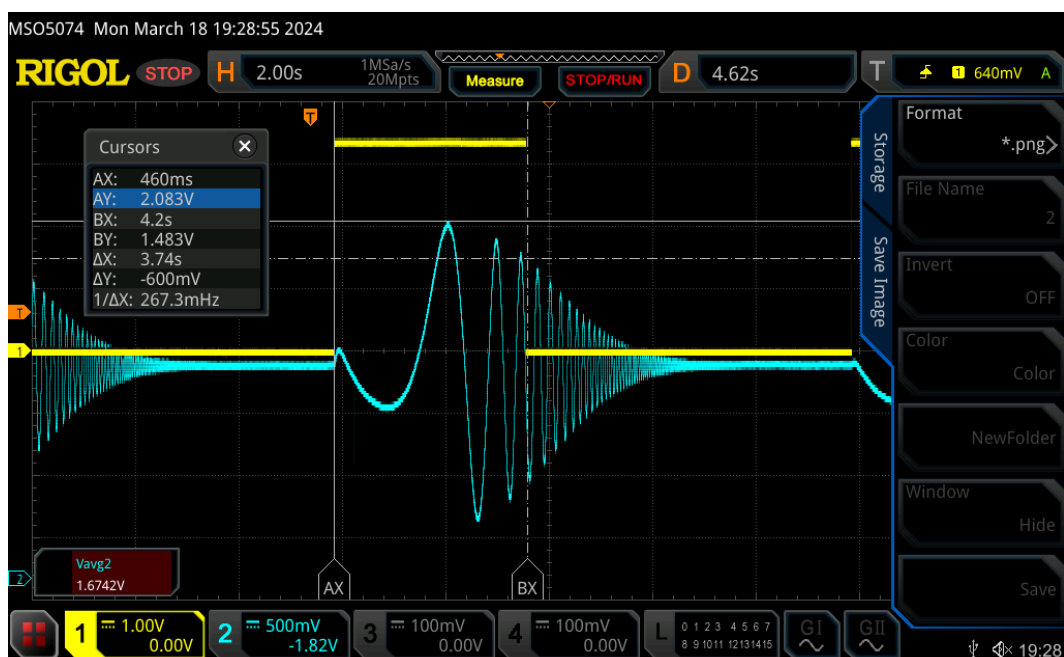 MSO5074 Mon March 18 19:28:55 2024
RIGOL STOP H 2.00s 1MSa/s 20Mpts Measure STOP/RUN D 4.62s T 1 640mV A
T
Cursors
AX: 460ms
AY: 2.083V
BX: 4.2s
BY: 1.483V
ΔX: 3.74s
ΔY: -600mV
1/ΔX: 267.3mHz
T
1
2
Vavg2
1.6742V
AX
BX
Storage
Save Image
Format
*.png
File Name
2
Invert
OFF
Color
Color
NewFolder
Window
Hide
Save
1 1.00V 0.00V
2 500mV -1.82V
3 100mV 0.00V
4 100mV 0.00V
L 0 1 2 3 4 5 6 7
8 9 10 11 12 13 14 15
GI
GII
19:28